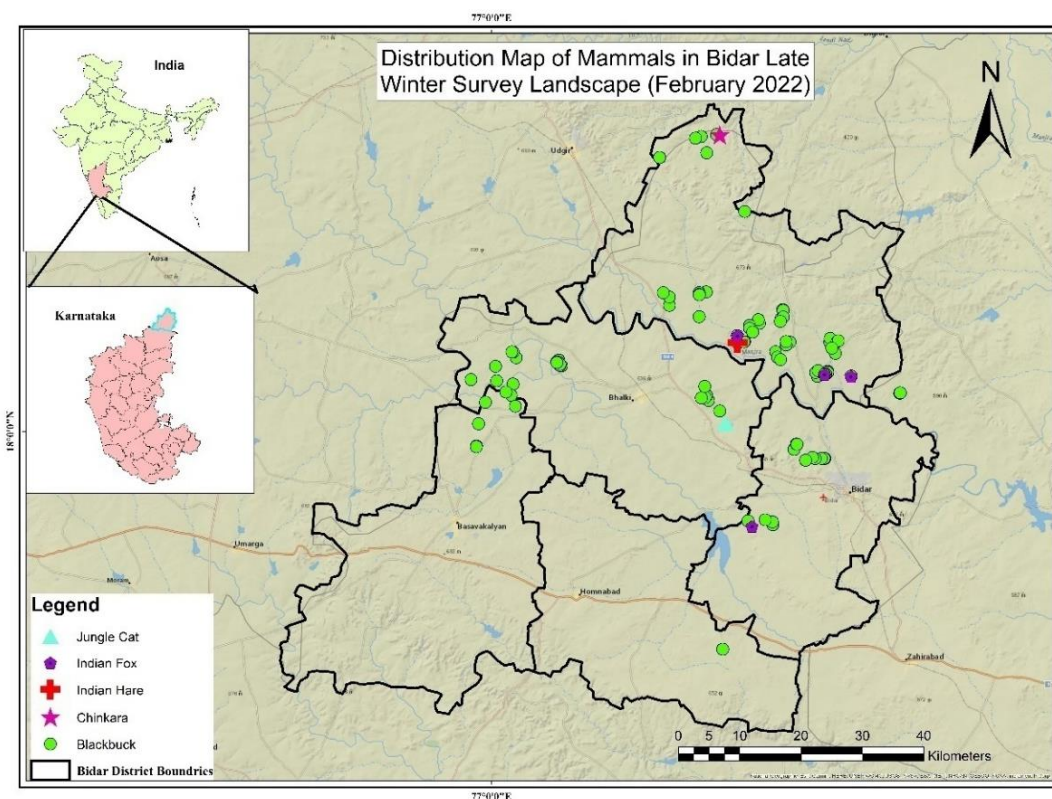 77°0'0"E
Distribution Map of Mammals in Bidar Late
Winter Survey Landscape (February 2022)
N
India
Karnataka
Udgir
Ausa
Bhalki
18°0'0"N
Bidar
Basavakalyan
Umarga
Homnabad
Zahirabad
Legend
Jungle Cat
Indian Fox
Indian Hare
Chinkara
Blackbuck
Bidar District Boundries
0 5 10 20 30 40
Kilometers
77°0'0"E